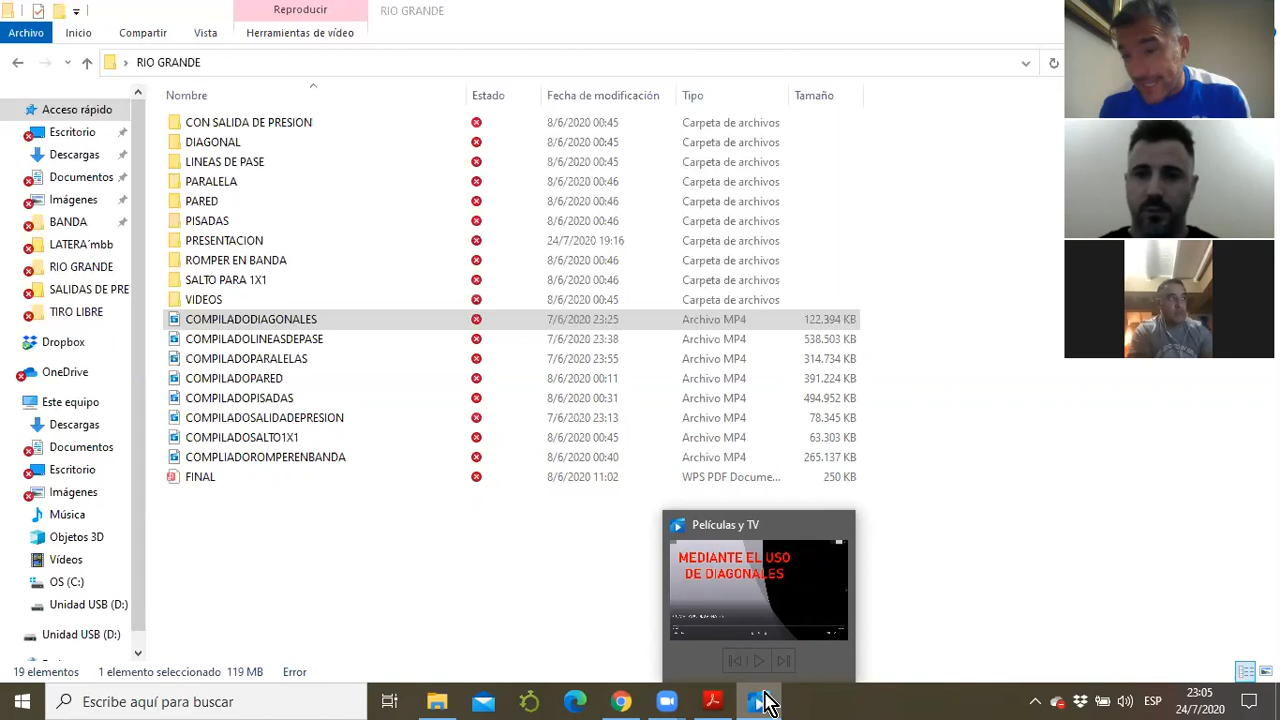 Reproducir
RIO GRANDE
Archivo
Inicio
Compartir
Vista
Herramientas de vídeo
RIO GRANDE
Nombre Estado Fecha de modificación Tipo Tamaño
Acceso rápido
Escritorio
Descargas
Documentos
Imágenes
BANDA
LATERA´mbb
RIO GRANDE
SALIDAS DE PRE
TIRO LIBRE
Dropbox
OneDrive
Este equipo
Descargas
Documentos
Escritorio
Imágenes
Música
Objetos 3D
Vídeos
OS (C:)
Unidad USB (D:)
Unidad USB (D:)
CON SALIDA DE PRESION 8/6/2020 00:45 Carpeta de archivos
DIAGONAL 8/6/2020 00:45 Carpeta de archivos
LINEAS DE PASE 8/6/2020 00:45 Carpeta de archivos
PARALELA 8/6/2020 00:46 Carpeta de archivos
PARED 8/6/2020 00:46 Carpeta de archivos
PISADAS 8/6/2020 00:46 Carpeta de archivos
PRESENTACION 24/7/2020 19:16 Carpeta de archivos
ROMPER EN BANDA 8/6/2020 00:46 Carpeta de archivos
SALTO PARA 1X1 8/6/2020 00:46 Carpeta de archivos
VIDEOS 8/6/2020 00:45 Carpeta de archivos
COMPILADODIAGONALES 7/6/2020 23:25 Archivo MP4 122.394 KB
COMPILADOLINEASDEPASE 7/6/2020 23:38 Archivo MP4 538.503 KB
COMPILADOPARALELAS 7/6/2020 23:55 Archivo MP4 314.734 KB
COMPILADOPARED 8/6/2020 00:11 Archivo MP4 391.224 KB
COMPILADOPISADAS 8/6/2020 00:31 Archivo MP4 494.952 KB
COMPILADOSALIDADEPRESION 7/6/2020 23:13 Archivo MP4 78.345 KB
COMPILADOSALTO1X1 8/6/2020 00:45 Archivo MP4 63.303 KB
COMPLIADOROMPERENBANDA 8/6/2020 00:40 Archivo MP4 265.137 KB
FINAL 8/6/2020 11:02 WPS PDF Docume... 250 KB
Películas y TV
MEDIANTE EL USO
DE DIAGONALES
19 elementos 1 elemento seleccionado 119 MB Error
Escribe aquí para buscar
ESP
23:05
24/7/2020